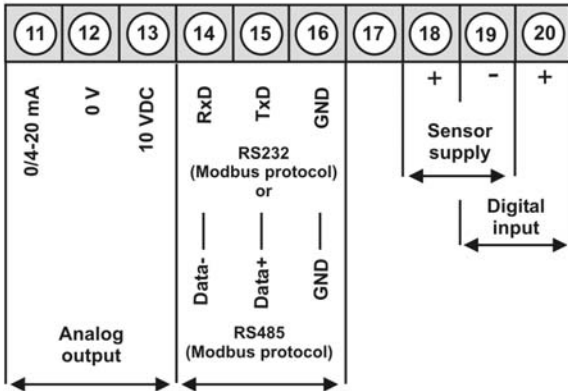 11 12 13 14 15 16 17 18 19 20
0/4-20 mA
0 V
10 VDC
RxD
TxD
GND
+ - +
RS232
(Modbus protocol)
or
Sensor
supply
Digital
input
Data-
Data+
GND
Analog
output
RS485
(Modbus protocol)